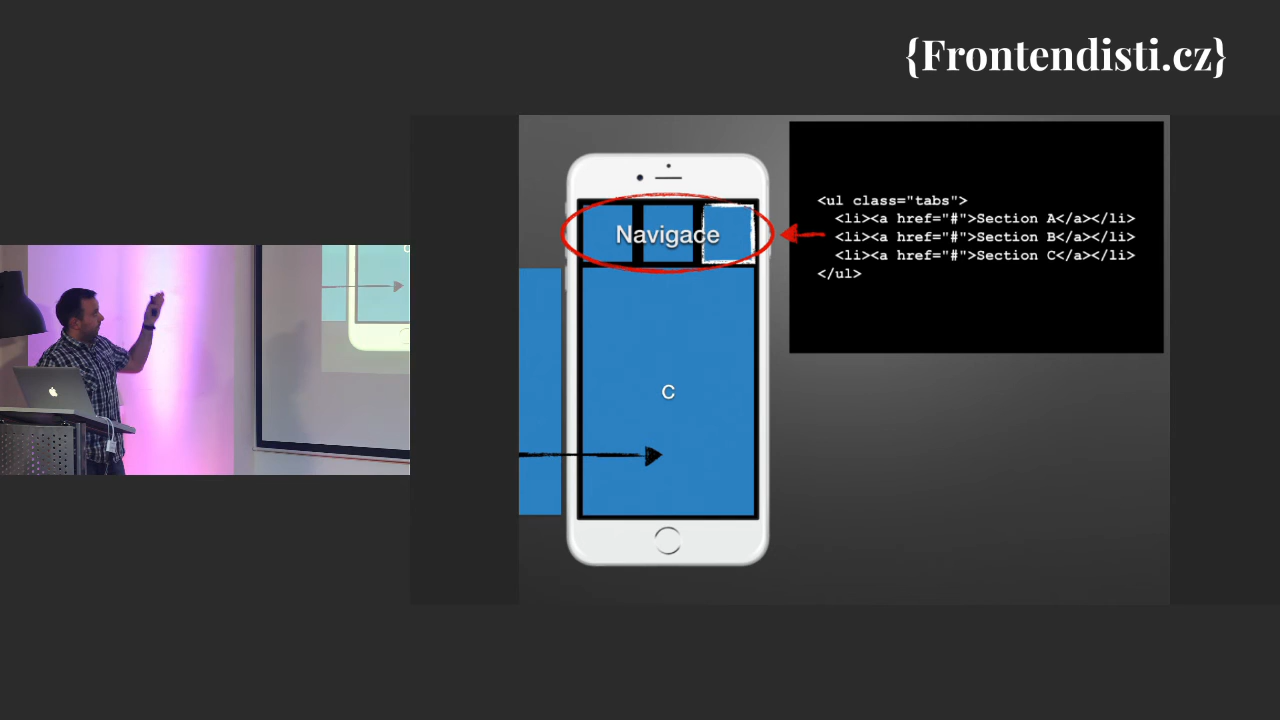 {Frontendisti.cz}
Navigace
C
<ul class="tabs">
<li><a href="#">Section A</a></li>
<li><a href="#">Section B</a></li>
<li><a href="#">Section C</a></li>
</ul>